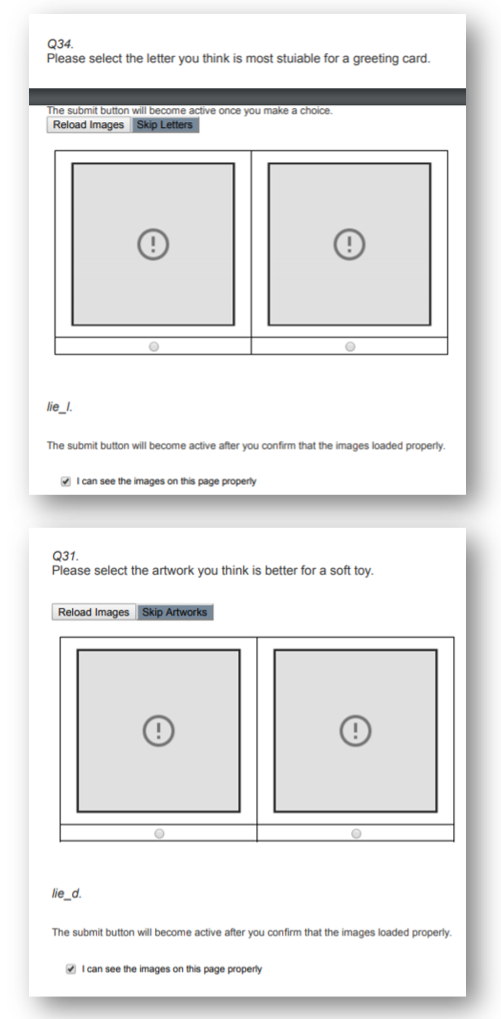 Q34.
Please select the letter you think is most stuiable for a greeting card.
The submit button will become active once you make a choice.
Reload Images Skip Letters
lie_l.
The submit button will become active after you confirm that the images loaded properly.
I can see the images on this page properly
Q31.
Please select the artwork you think is better for a soft toy.
Reload Images Skip Artworks
lie_d.
The submit button will become active after you confirm that the images loaded properly.
I can see the images on this page properly